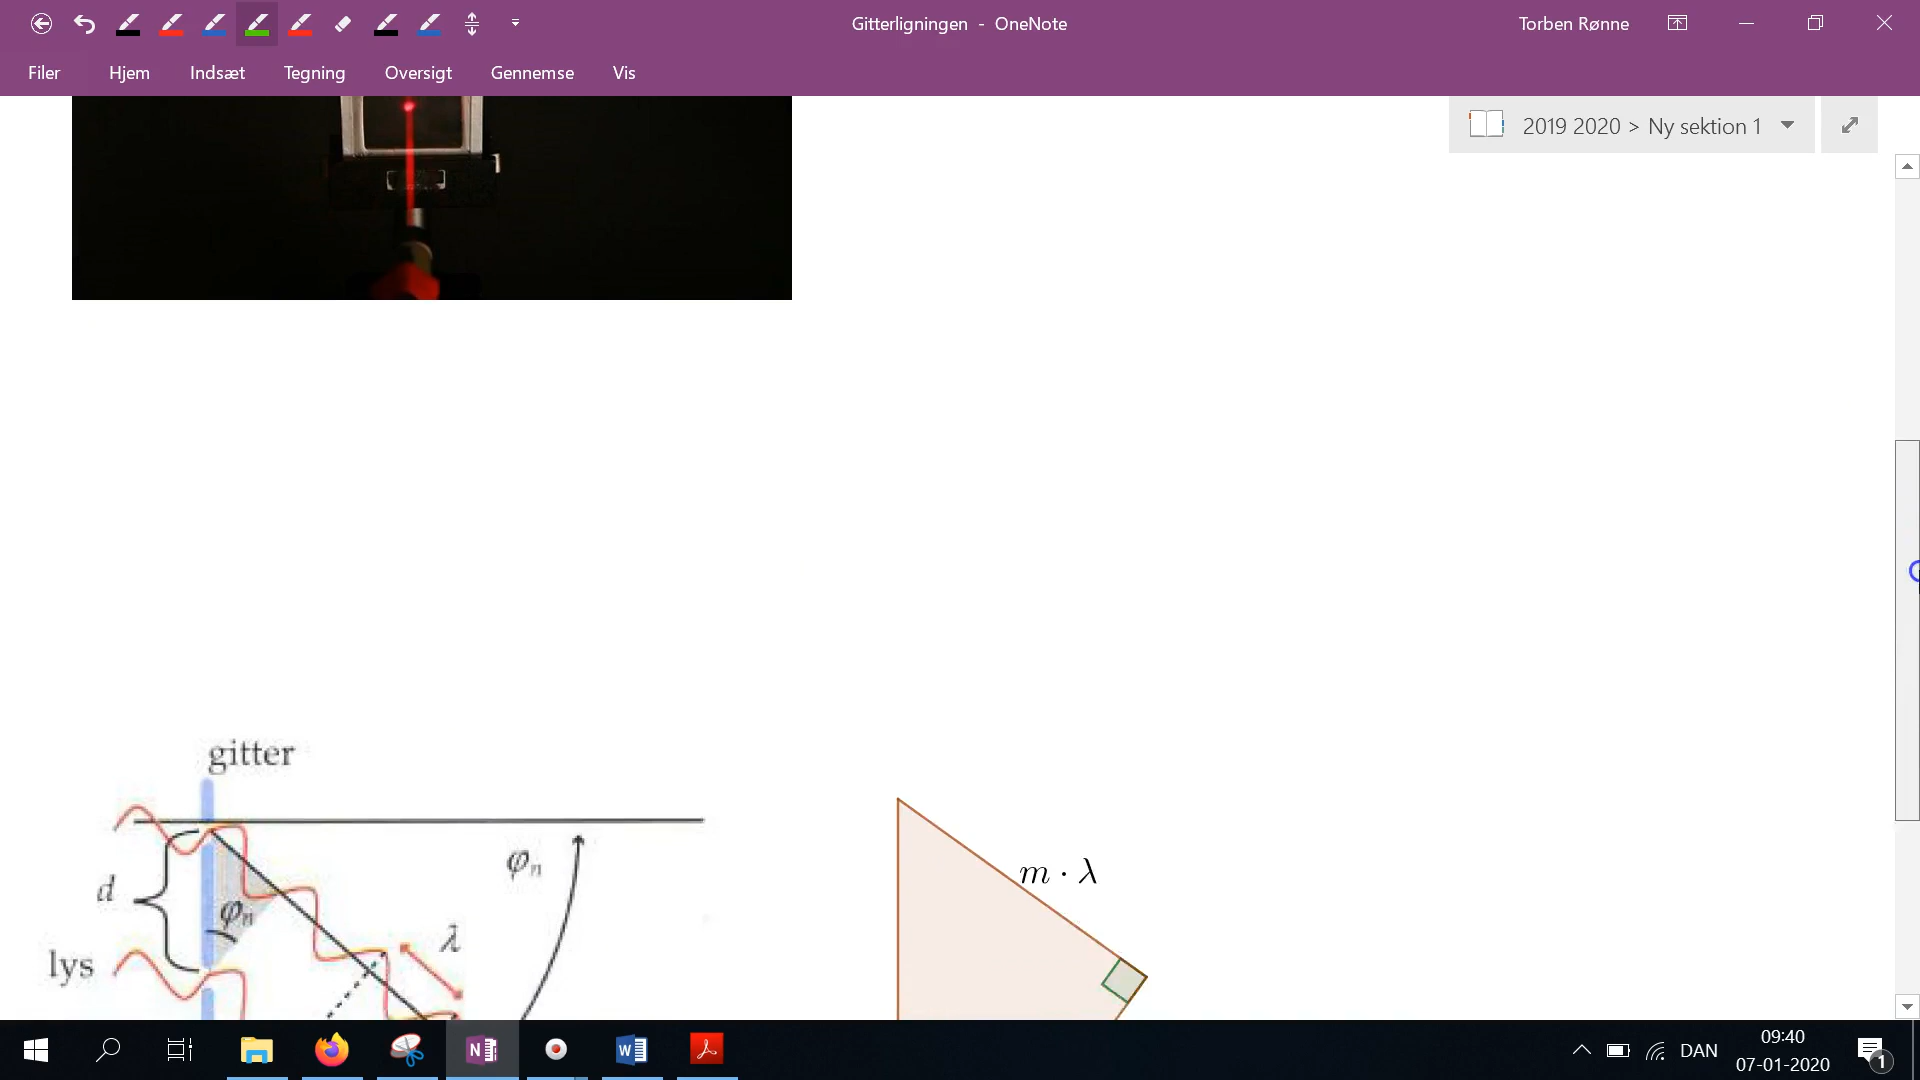 Gitterligningen - OneNote
Torben Rønne
Filer Hjem Indsæt Tegning Oversigt Gennemse Vis
2019 2020 > Ny sektion 1
gitter
φn
m · λ
d
φn
λ
lys
DAN
09:40
07-01-2020
1